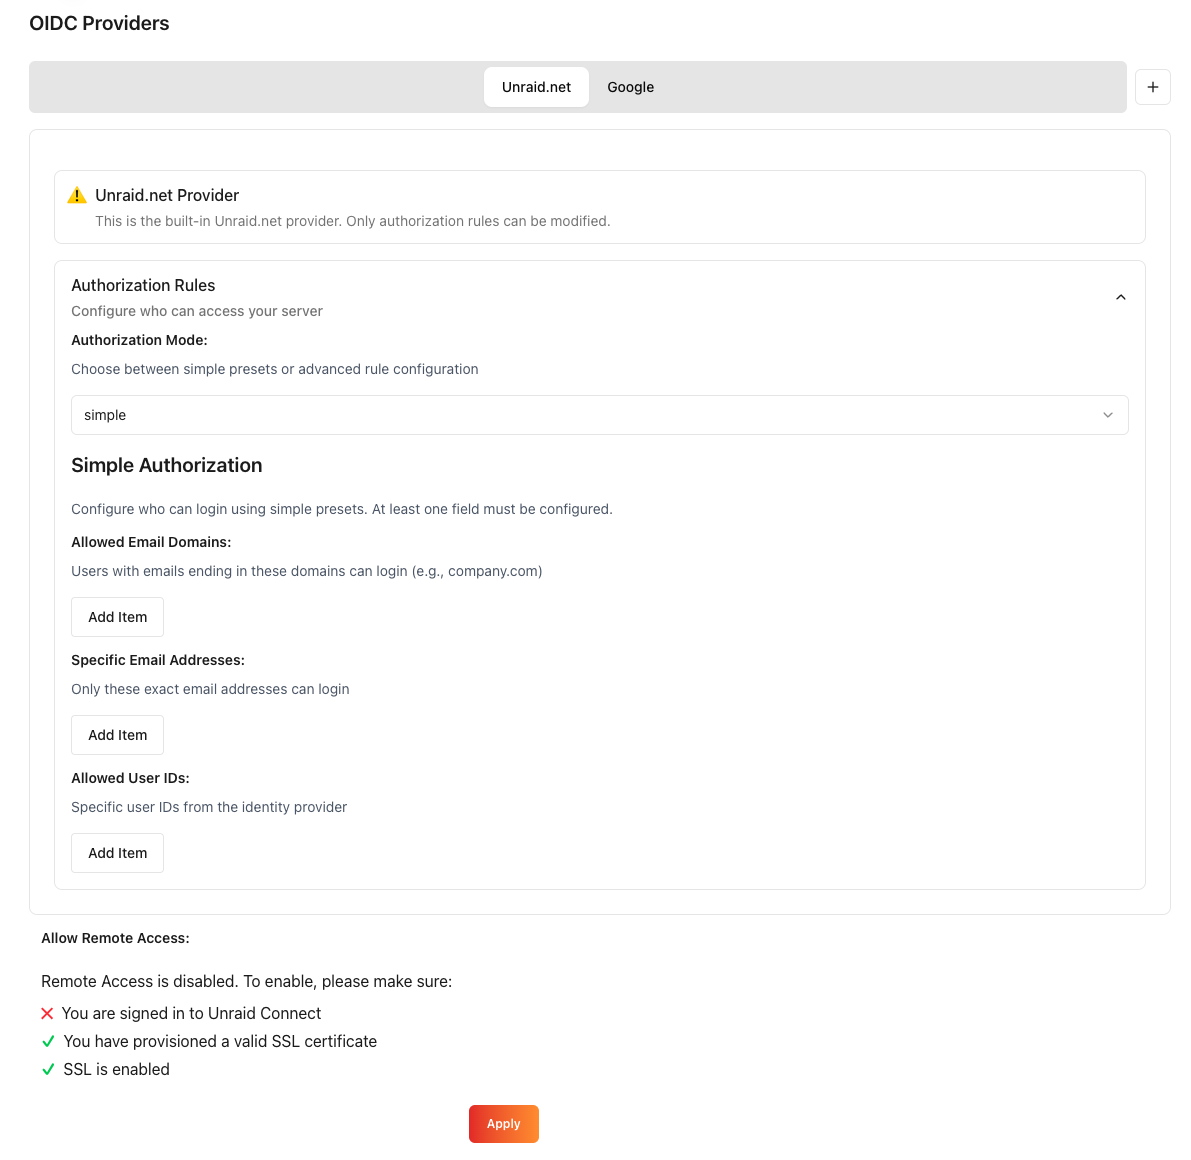 OIDC Providers
Unraid.net
Google
+
Unraid.net Provider
This is the built-in Unraid.net provider. Only authorization rules can be modified.
Authorization Rules
Configure who can access your server
Authorization Mode:
Choose between simple presets or advanced rule configuration
simple
Simple Authorization
Configure who can login using simple presets. At least one field must be configured.
Allowed Email Domains:
Users with emails ending in these domains can login (e.g., company.com)
Add Item
Specific Email Addresses:
Only these exact email addresses can login
Add Item
Allowed User IDs:
Specific user IDs from the identity provider
Add Item
Allow Remote Access:
Remote Access is disabled. To enable, please make sure:
You are signed in to Unraid Connect
You have provisioned a valid SSL certificate
SSL is enabled
Apply